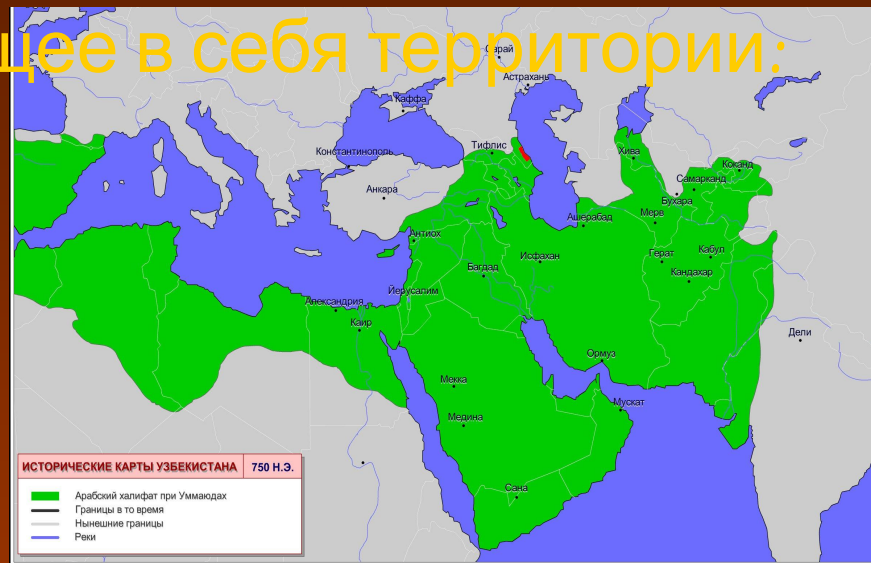 щее в себя территории:
Сарай
Астрахань
Каффа
Константинополь
Тифлис
Хива
Коканд
Самарканд
Бухара
Анкара
Ашерабад
Мерв
Антиох
Исфахан
Герат
Кабул
Багдад
Кандахар
Йерусалим
Александрия
Каир
Дели
Ормуз
Мекка
Мускат
Медина
Сана
ИСТОРИЧЕСКИЕ КАРТЫ УЗБЕКИСТАНА 750 Н.Э.
Арабский халифат при Уммаюдах
Границы в то время
Нынешние границы
Реки